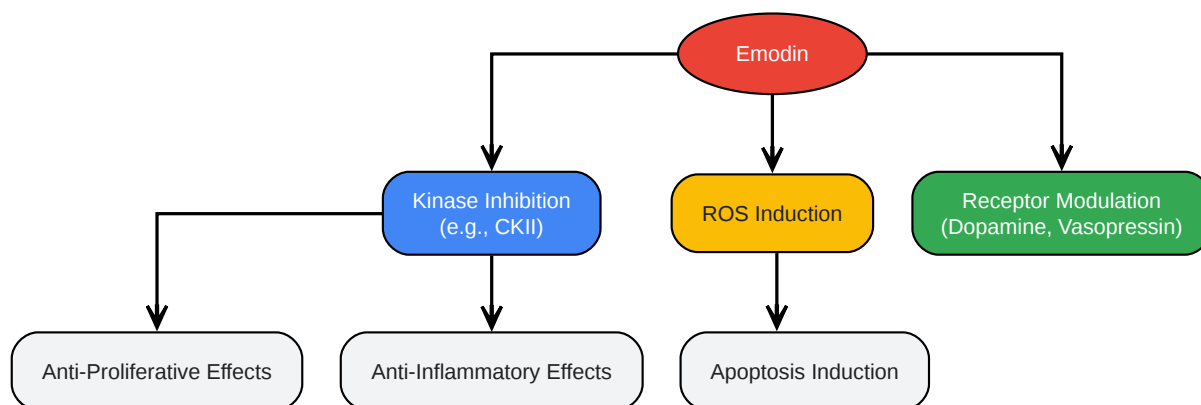 Emodin
Kinase Inhibition
(e.g., CKII)
ROS Induction
Receptor Modulation
(Dopamine, Vasopressin)
Anti-Proliferative Effects
Anti-Inflammatory Effects
Apoptosis Induction